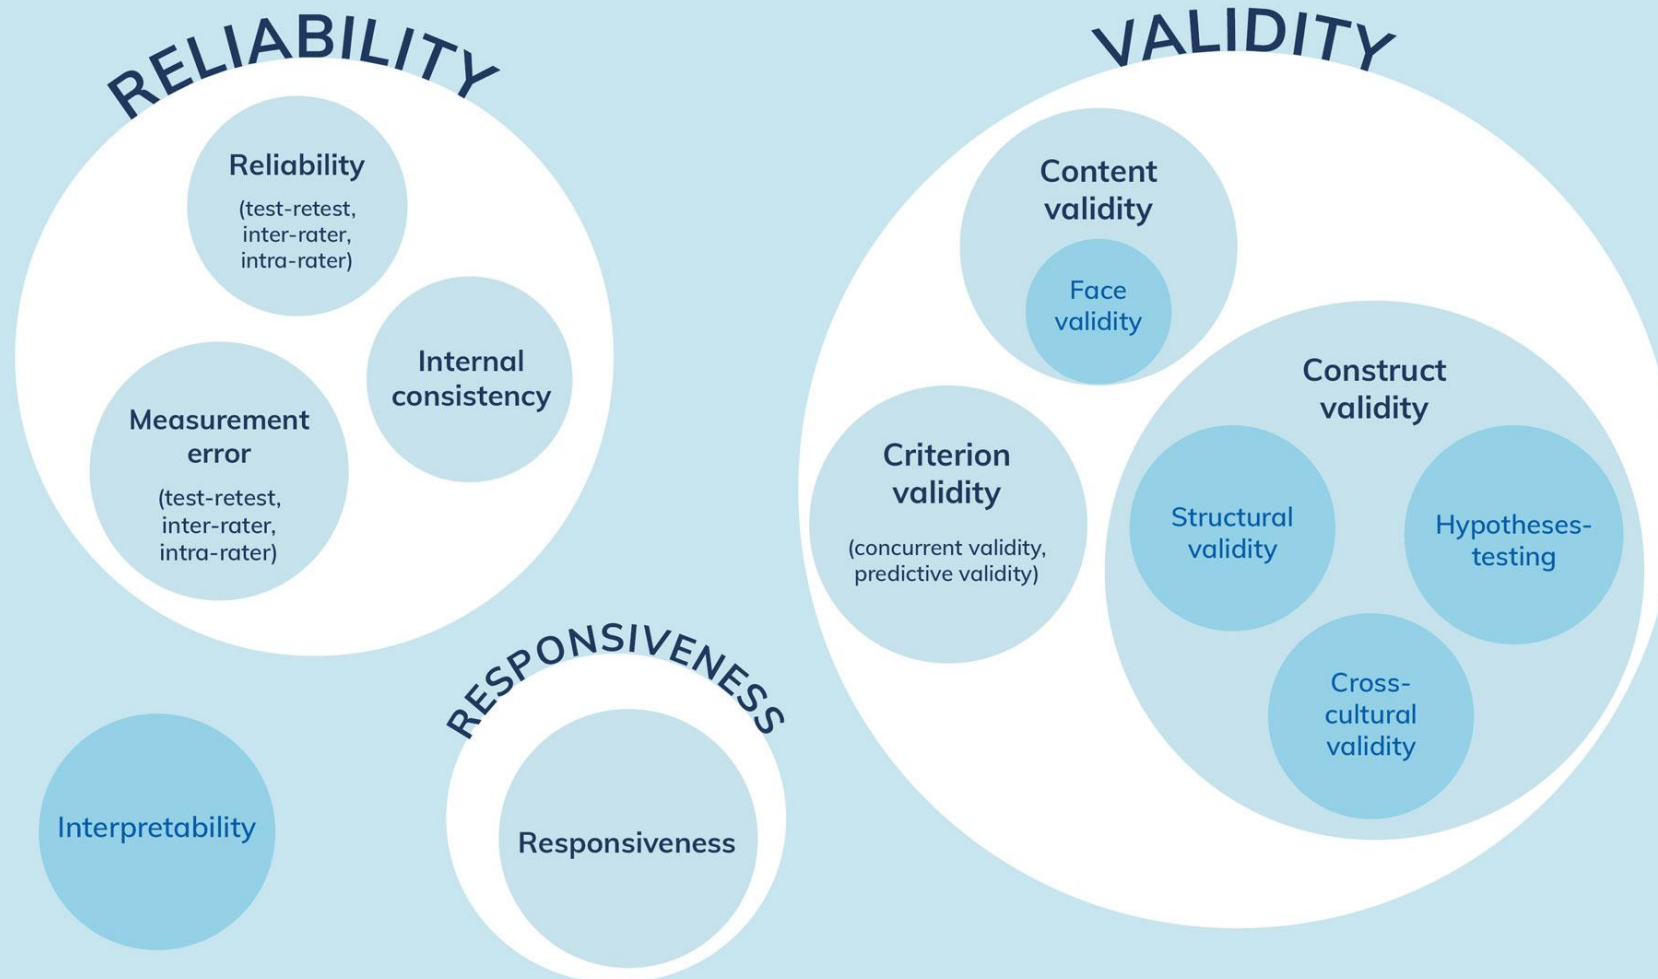 RELIABILITY
Reliability
(test-retest,
inter-rater,
intra-rater)
Internal
consistency
Measurement
error
(test-retest,
inter-rater,
intra-rater)
VALIDITY
Content
validity
Face
validity
Criterion
validity
(concurrent validity,
predictive validity)
Construct
validity
Structural
validity
Hypotheses-
testing
Cross-
cultural
validity
RESPONSIVENESS
Responsiveness
Interpretability